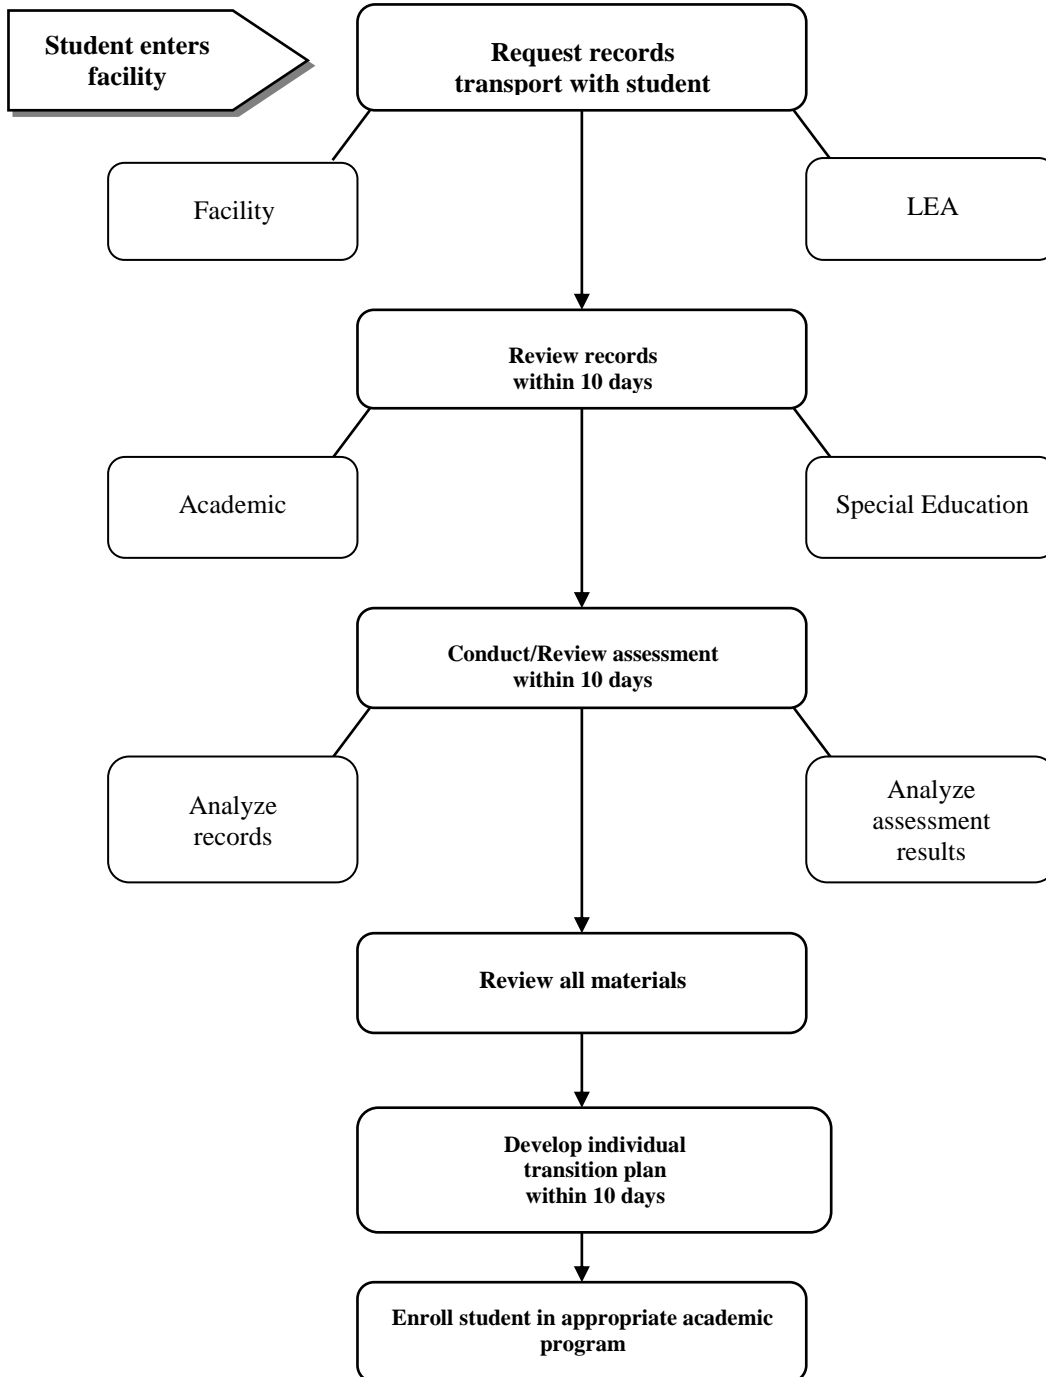 Student enters
facility
Request records
transport with student
Facility
LEA
Review records
within 10 days
Academic
Special Education
Conduct/Review assessment
within 10 days
Analyze
records
Analyze
assessment
results
Review all materials
Develop individual
transition plan
within 10 days
Enroll student in appropriate academic
program